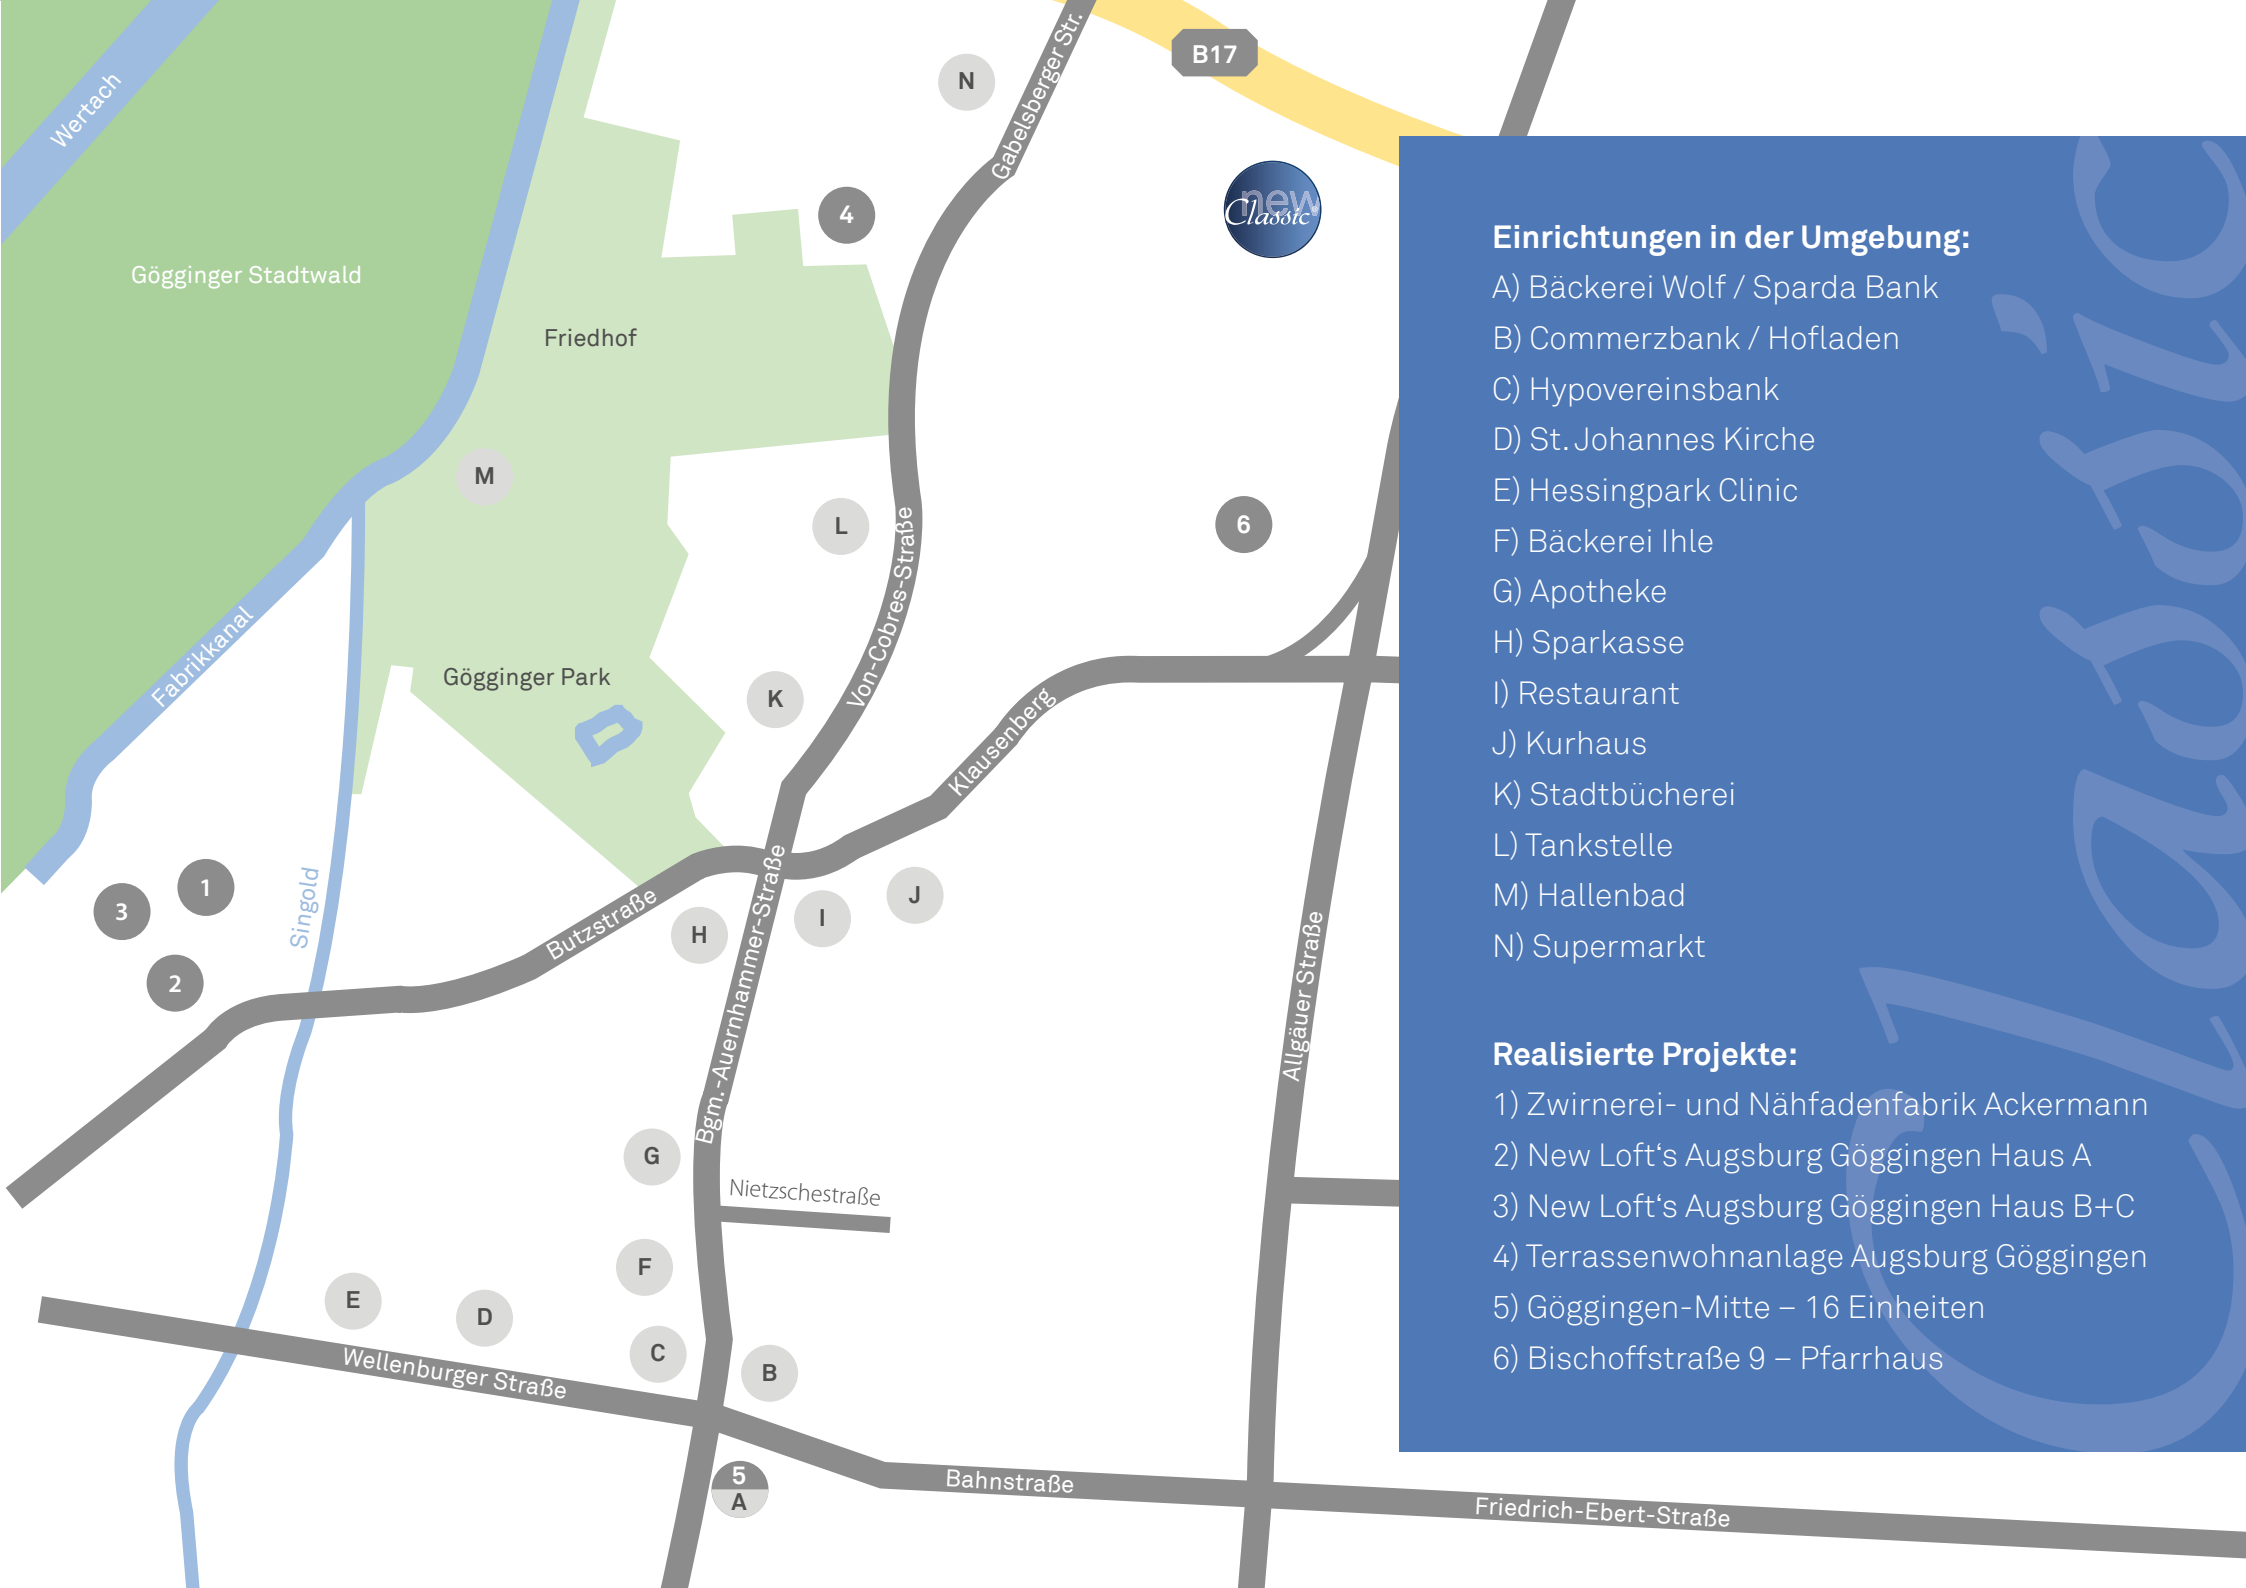 Wertach
Gögginger Stadtwald
Fabrikkanal
Singold
Friedhof
Gögginger Park
N
4
M
L
K
6
Gabelsberger Str.
B17
new
Classic
Von-Cobres-Straße
Klausenberg
1
3
2
Butzstraße
H
I
J
Bgm.-Auernhammer-Straße
Allgäuer Straße
G
Nietzschestraße
F
E
D
C
B
Wellenburger Straße
5
A
Bahnstraße
Friedrich-Ebert-Straße
Einrichtungen in der Umgebung:
A) Bäckerei Wolf / Sparda Bank
B) Commerzbank / Hofladen
C) Hypovereinsbank
D) St. Johannes Kirche
E) Hessingpark Clinic
F) Bäckerei Ihle
G) Apotheke
H) Sparkasse
I) Restaurant
J) Kurhaus
K) Stadtbücherei
L) Tankstelle
M) Hallenbad
N) Supermarkt
Realisierte Projekte:
1) Zwirnerei- und Nähfadenfabrik Ackermann
2) New Loft‘s Augsburg Göggingen Haus A
3) New Loft‘s Augsburg Göggingen Haus B+C
4) Terrassenwohnanlage Augsburg Göggingen
5) Göggingen-Mitte – 16 Einheiten
6) Bischoffstraße 9 – Pfarrhaus
Classic